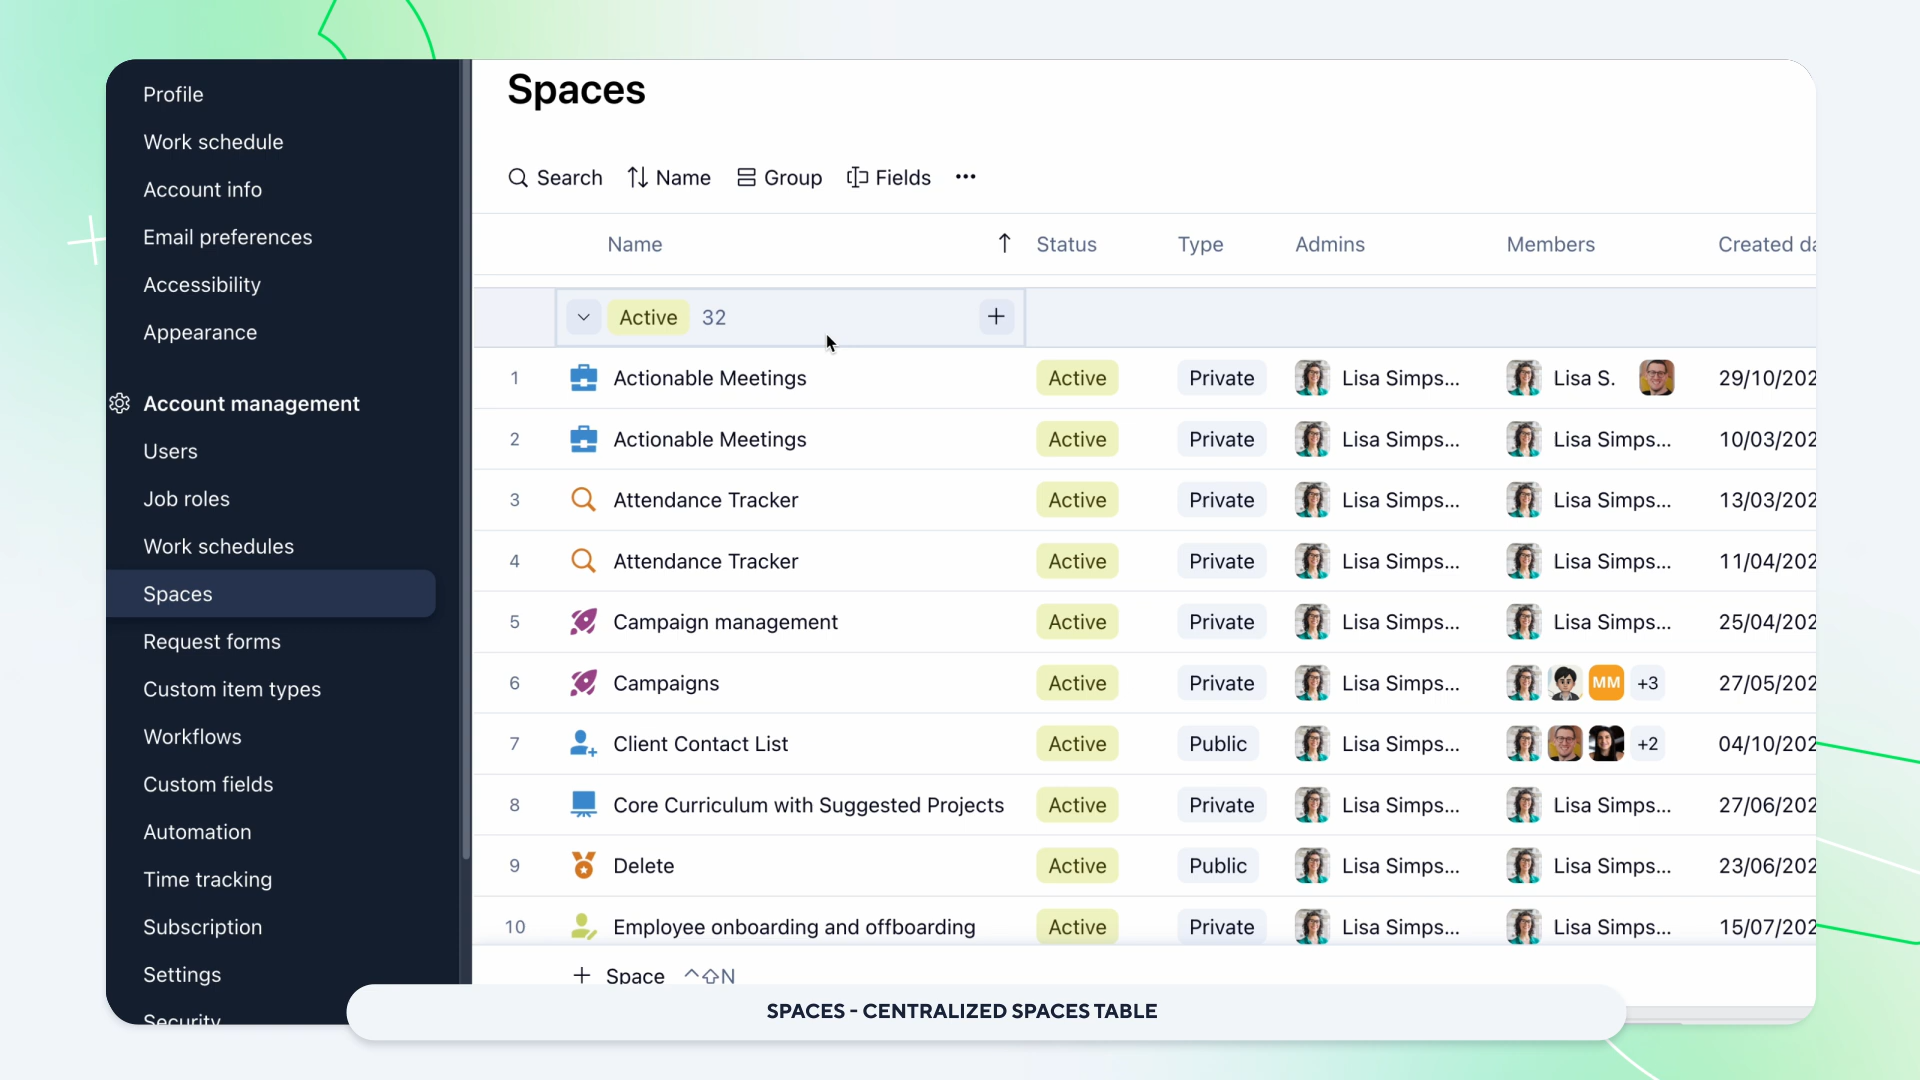 Profile
Work schedule
Account info
Email preferences
Accessibility
Appearance
Account management
Users
Job roles
Work schedules
Spaces
Request forms
Custom item types
Workflows
Custom fields
Automation
Time tracking
Subscription
Settings
Security
Spaces
Search Name Group Fields
Name Status Type Admins Members Created da
Active 32
1 Actionable Meetings Active Private Lisa Simps... Lisa S. 29/10/202
2 Actionable Meetings Active Private Lisa Simps... Lisa Simps... 10/03/202
3 Attendance Tracker Active Private Lisa Simps... Lisa Simps... 13/03/202
4 Attendance Tracker Active Private Lisa Simps... Lisa Simps... 11/04/202
5 Campaign management Active Private Lisa Simps... Lisa Simps... 25/04/202
6 Campaigns Active Private Lisa Simps... MM +3 27/05/202
7 Client Contact List Active Public Lisa Simps... +2 04/10/202
8 Core Curriculum with Suggested Projects Active Private Lisa Simps... Lisa Simps... 27/06/202
9 Delete Active Public Lisa Simps... Lisa Simps... 23/06/202
10 Employee onboarding and offboarding Active Private Lisa Simps... Lisa Simps... 15/07/202
+ Space ^⇧N
SPACES - CENTRALIZED SPACES TABLE